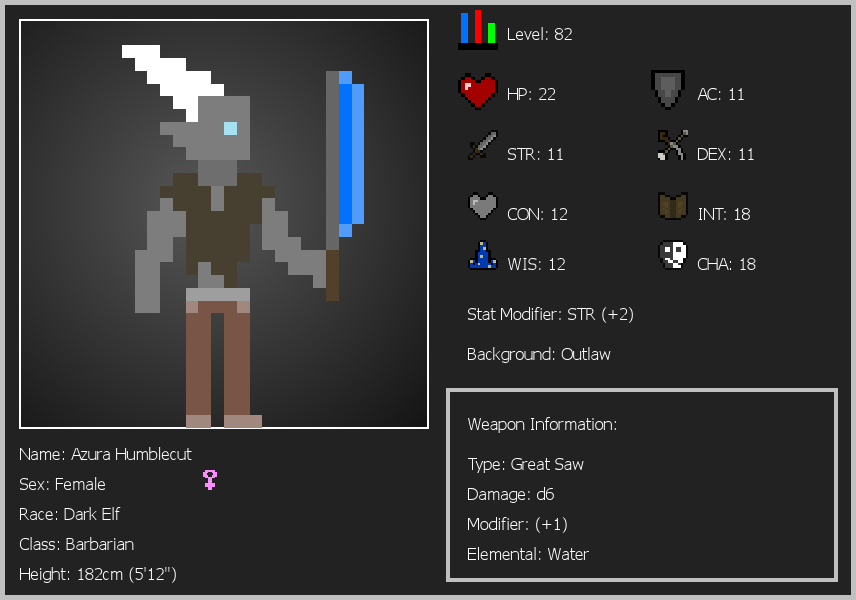 Level: 82
HP: 22
AC: 11
STR: 11
DEX: 11
CON: 12
INT: 18
WIS: 12
CHA: 18
Stat Modifier: STR (+2)
Background: Outlaw
Weapon Information:
Type: Great Saw
Damage: d6
Modifier: (+1)
Elemental: Water
Name: Azura Humblecut
Sex: Female
Race: Dark Elf
Class: Barbarian
Height: 182cm (5'12")